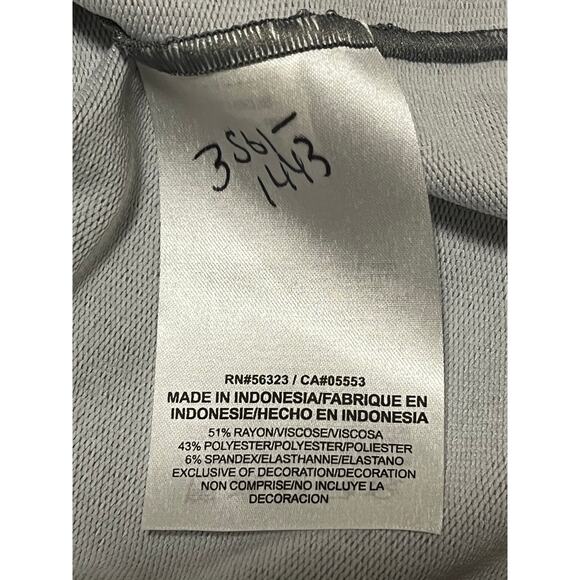 3561-
1443
RN#56323 / CA#05553
MADE IN INDONESIA/FABRIQUE EN
INDONESIE/HECHO EN INDONESIA
51% RAYON/VISCOSE/VISCOSA
43% POLYESTER/POLYESTER/POLIESTER
6% SPANDEX/ELASTHANNE/ELASTANO
EXCLUSIVE OF DECORATION/DECORATION
NON COMPRISE/NO INCLUYE LA
DECORACION